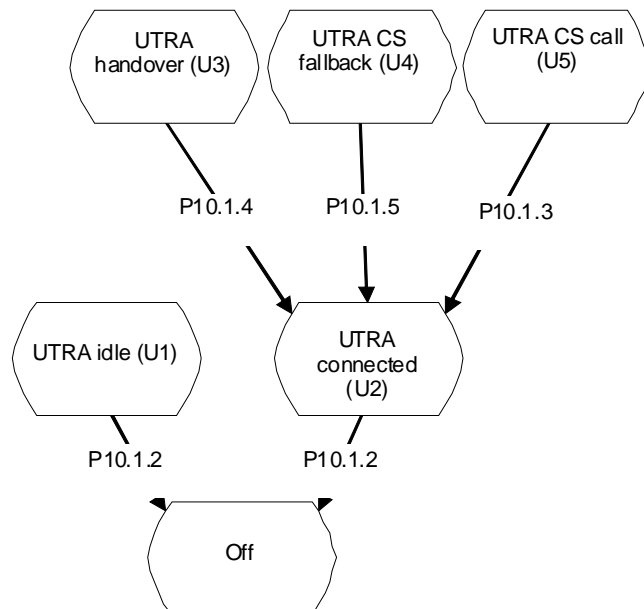 UTRA
handover (U3)
UTRA CS
fallback (U4)
UTRA CS call
(U5)
P10.1.4
P10.1.5
P10.1.3
UTRA idle (U1)
UTRA
connected
(U2)
P10.1.2
P10.1.2
Off